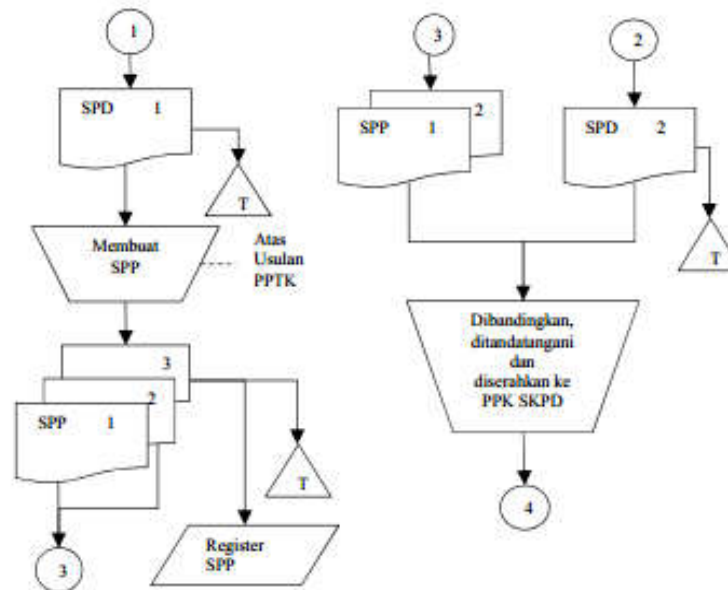 1
SPD 1
T
Membuat
SPP
Atas
Usulan
PPTK
3
2
SPP 1
T
Register
SPP
3
3
2
SPP 1
2
SPD 2
T
Dibandingkan,
ditandatangani
dan
diserahkan ke
PPK SKPD
4